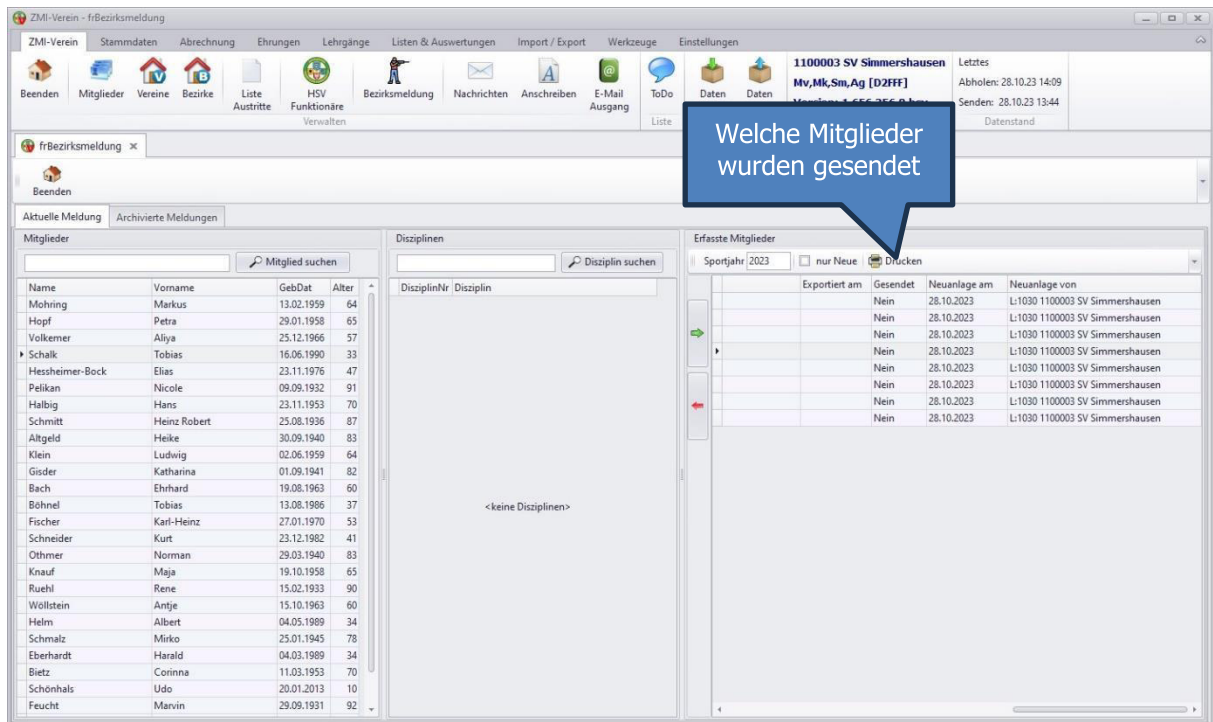 ZMI-Verein - frBezirksmeldung
ZMI-Verein Stammdaten Abrechnung Ehrungen Lehrgänge Listen & Auswertungen Import / Export Werkzeuge Einstellungen
Beenden Mitglieder Vereine Bezirke Liste Austritte HSV Funktionäre Bezirksmeldung Nachrichten Anschreiben E-Mail Ausgang ToDo Daten Daten
1100003 SV Simmershausen
Mv,Mk,Sm,Ag [D2FFF]
Letztes
Abholen: 28.10.23 14:09
Senden: 28.10.23 13:44
Verwalten Liste Datenstand
Welche Mitglieder
wurden gesendet
frBezirksmeldung
Beenden
Aktuelle Meldung Archivierte Meldungen
Mitglieder
Mitglied suchen
Name Vorname GebDat Alter
Mohring Markus 13.02.1959 64
Hopf Petra 29.01.1958 65
Volkemer Aliya 25.12.1966 57
Schalk Tobias 16.06.1990 33
Hessheimer-Bock Elias 23.11.1976 47
Pelikan Nicole 09.09.1932 91
Halbig Hans 23.11.1953 70
Schmitt Heinz Robert 25.08.1936 87
Altgeld Heike 30.09.1940 83
Klein Ludwig 02.06.1959 64
Gisder Katharina 01.09.1941 82
Bach Ehrhard 19.08.1963 60
Böhnel Tobias 13.08.1986 37
Fischer Karl-Heinz 27.01.1970 53
Schneider Kurt 23.12.1982 41
Othmer Norman 29.03.1940 83
Knauf Maja 19.10.1958 65
Ruehl Rene 15.02.1933 90
Wöllstein Antje 15.10.1963 60
Helm Albert 04.05.1989 34
Schmalz Mirko 25.01.1945 78
Eberhardt Harald 04.03.1989 34
Bietz Corinna 11.03.1953 70
Schönhals Udo 20.01.2013 10
Feucht Marvin 29.09.1931 92
Disziplinen
Disziplin suchen
DisziplinNr Disziplin
<keine Disziplinen>
Erfasste Mitglieder
Sportjahr 2023 nur Neue Drucken
Exportiert am Gesendet Neuanlage am Neuanlage von
Nein 28.10.2023 L:1030 1100003 SV Simmershausen
Nein 28.10.2023 L:1030 1100003 SV Simmershausen
Nein 28.10.2023 L:1030 1100003 SV Simmershausen
Nein 28.10.2023 L:1030 1100003 SV Simmershausen
Nein 28.10.2023 L:1030 1100003 SV Simmershausen
Nein 28.10.2023 L:1030 1100003 SV Simmershausen
Nein 28.10.2023 L:1030 1100003 SV Simmershausen
Nein 28.10.2023 L:1030 1100003 SV Simmershausen